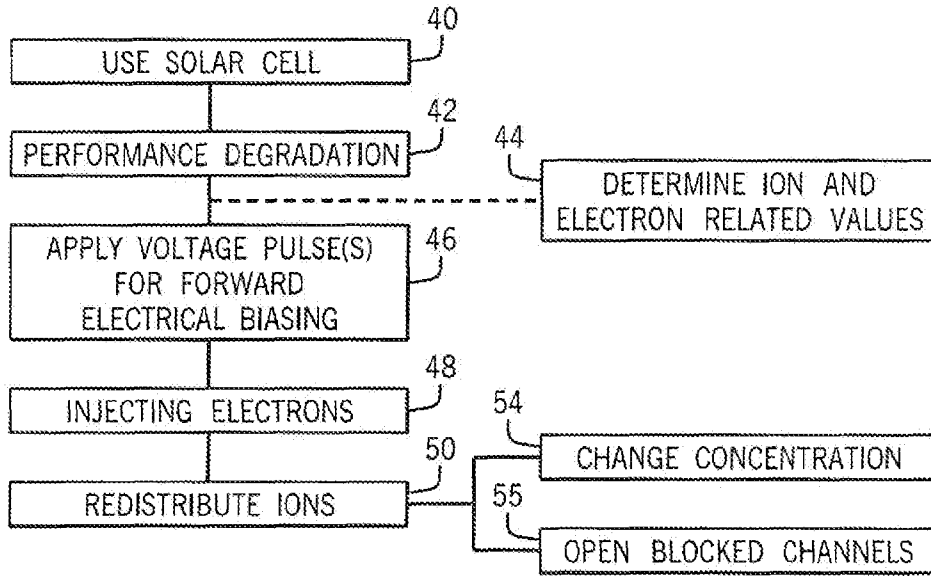 40
USE SOLAR CELL
42
PERFORMANCE DEGRADATION
44
DETERMINE ION AND
ELECTRON RELATED VALUES
APPLY VOLTAGE PULSE(S)
FOR FORWARD
ELECTRICAL BIASING
46
48
INJECTING ELECTRONS
50
REDISTRIBUTE IONS
54
CHANGE CONCENTRATION
55
OPEN BLOCKED CHANNELS